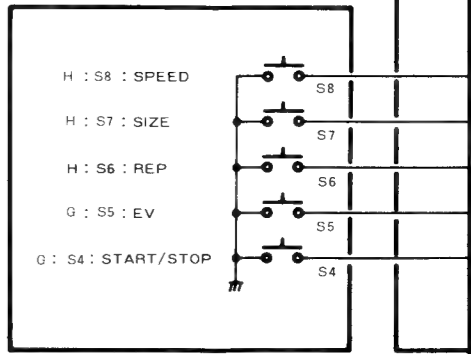 H : S8 : SPEED
S8
H : S7 : SIZE
S7
H : S6 : REP
S6
G : S5 : EV
S5
G : S4 : START/STOP
S4